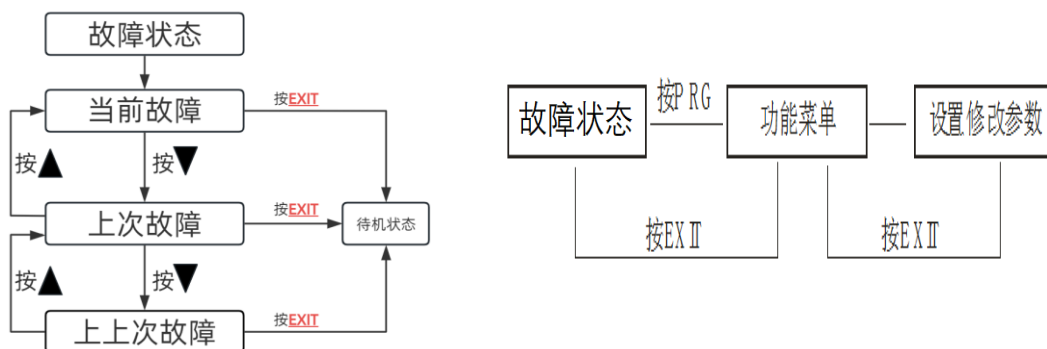 故障状态
当前故障
按EXIT
按▲
按▼
上次故障
按EXIT
待机状态
按▲
按▼
上上次故障
按EXIT
故障状态
按PRG
功能菜单
设置修改参数
按EXIT
按EXIT